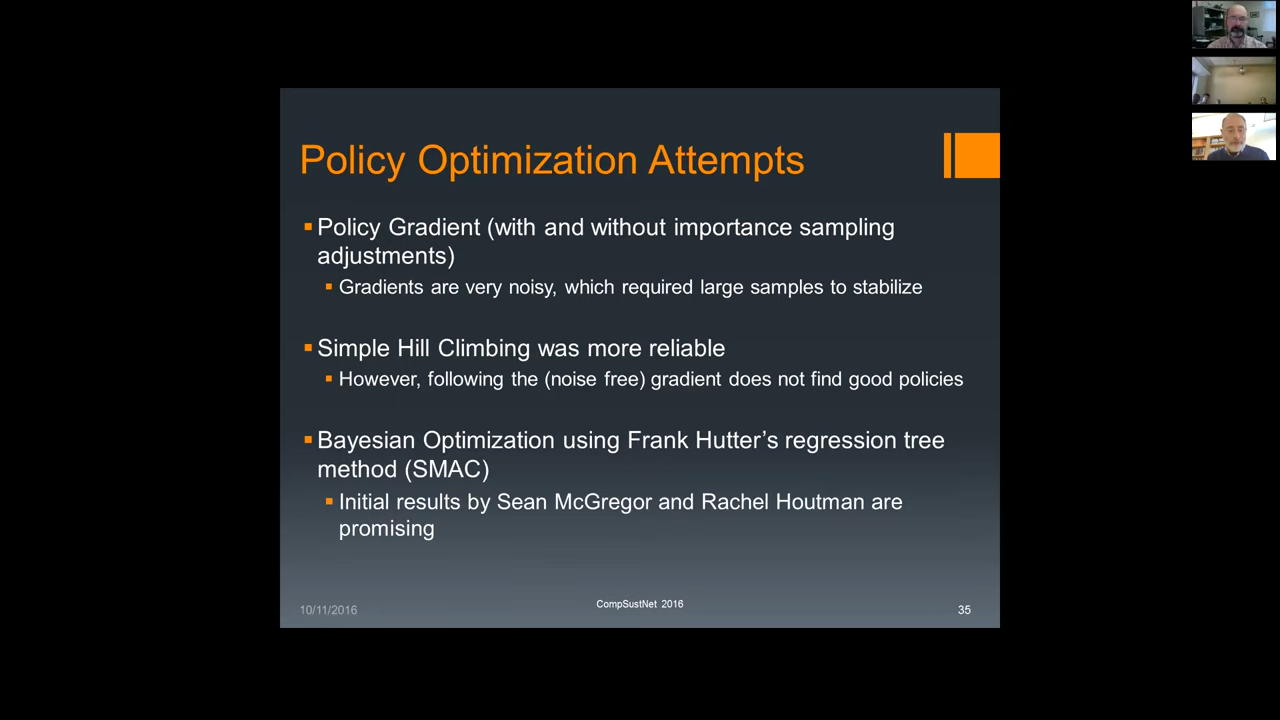 Policy Optimization Attempts
Policy Gradient (with and without importance sampling
adjustments)
Gradients are very noisy, which required large samples to stabilize
Simple Hill Climbing was more reliable
However, following the (noise free) gradient does not find good policies
Bayesian Optimization using Frank Hutter’s regression tree
method (SMAC)
Initial results by Sean McGregor and Rachel Houtman are
promising
10/11/2016
CompSustNet 2016
35